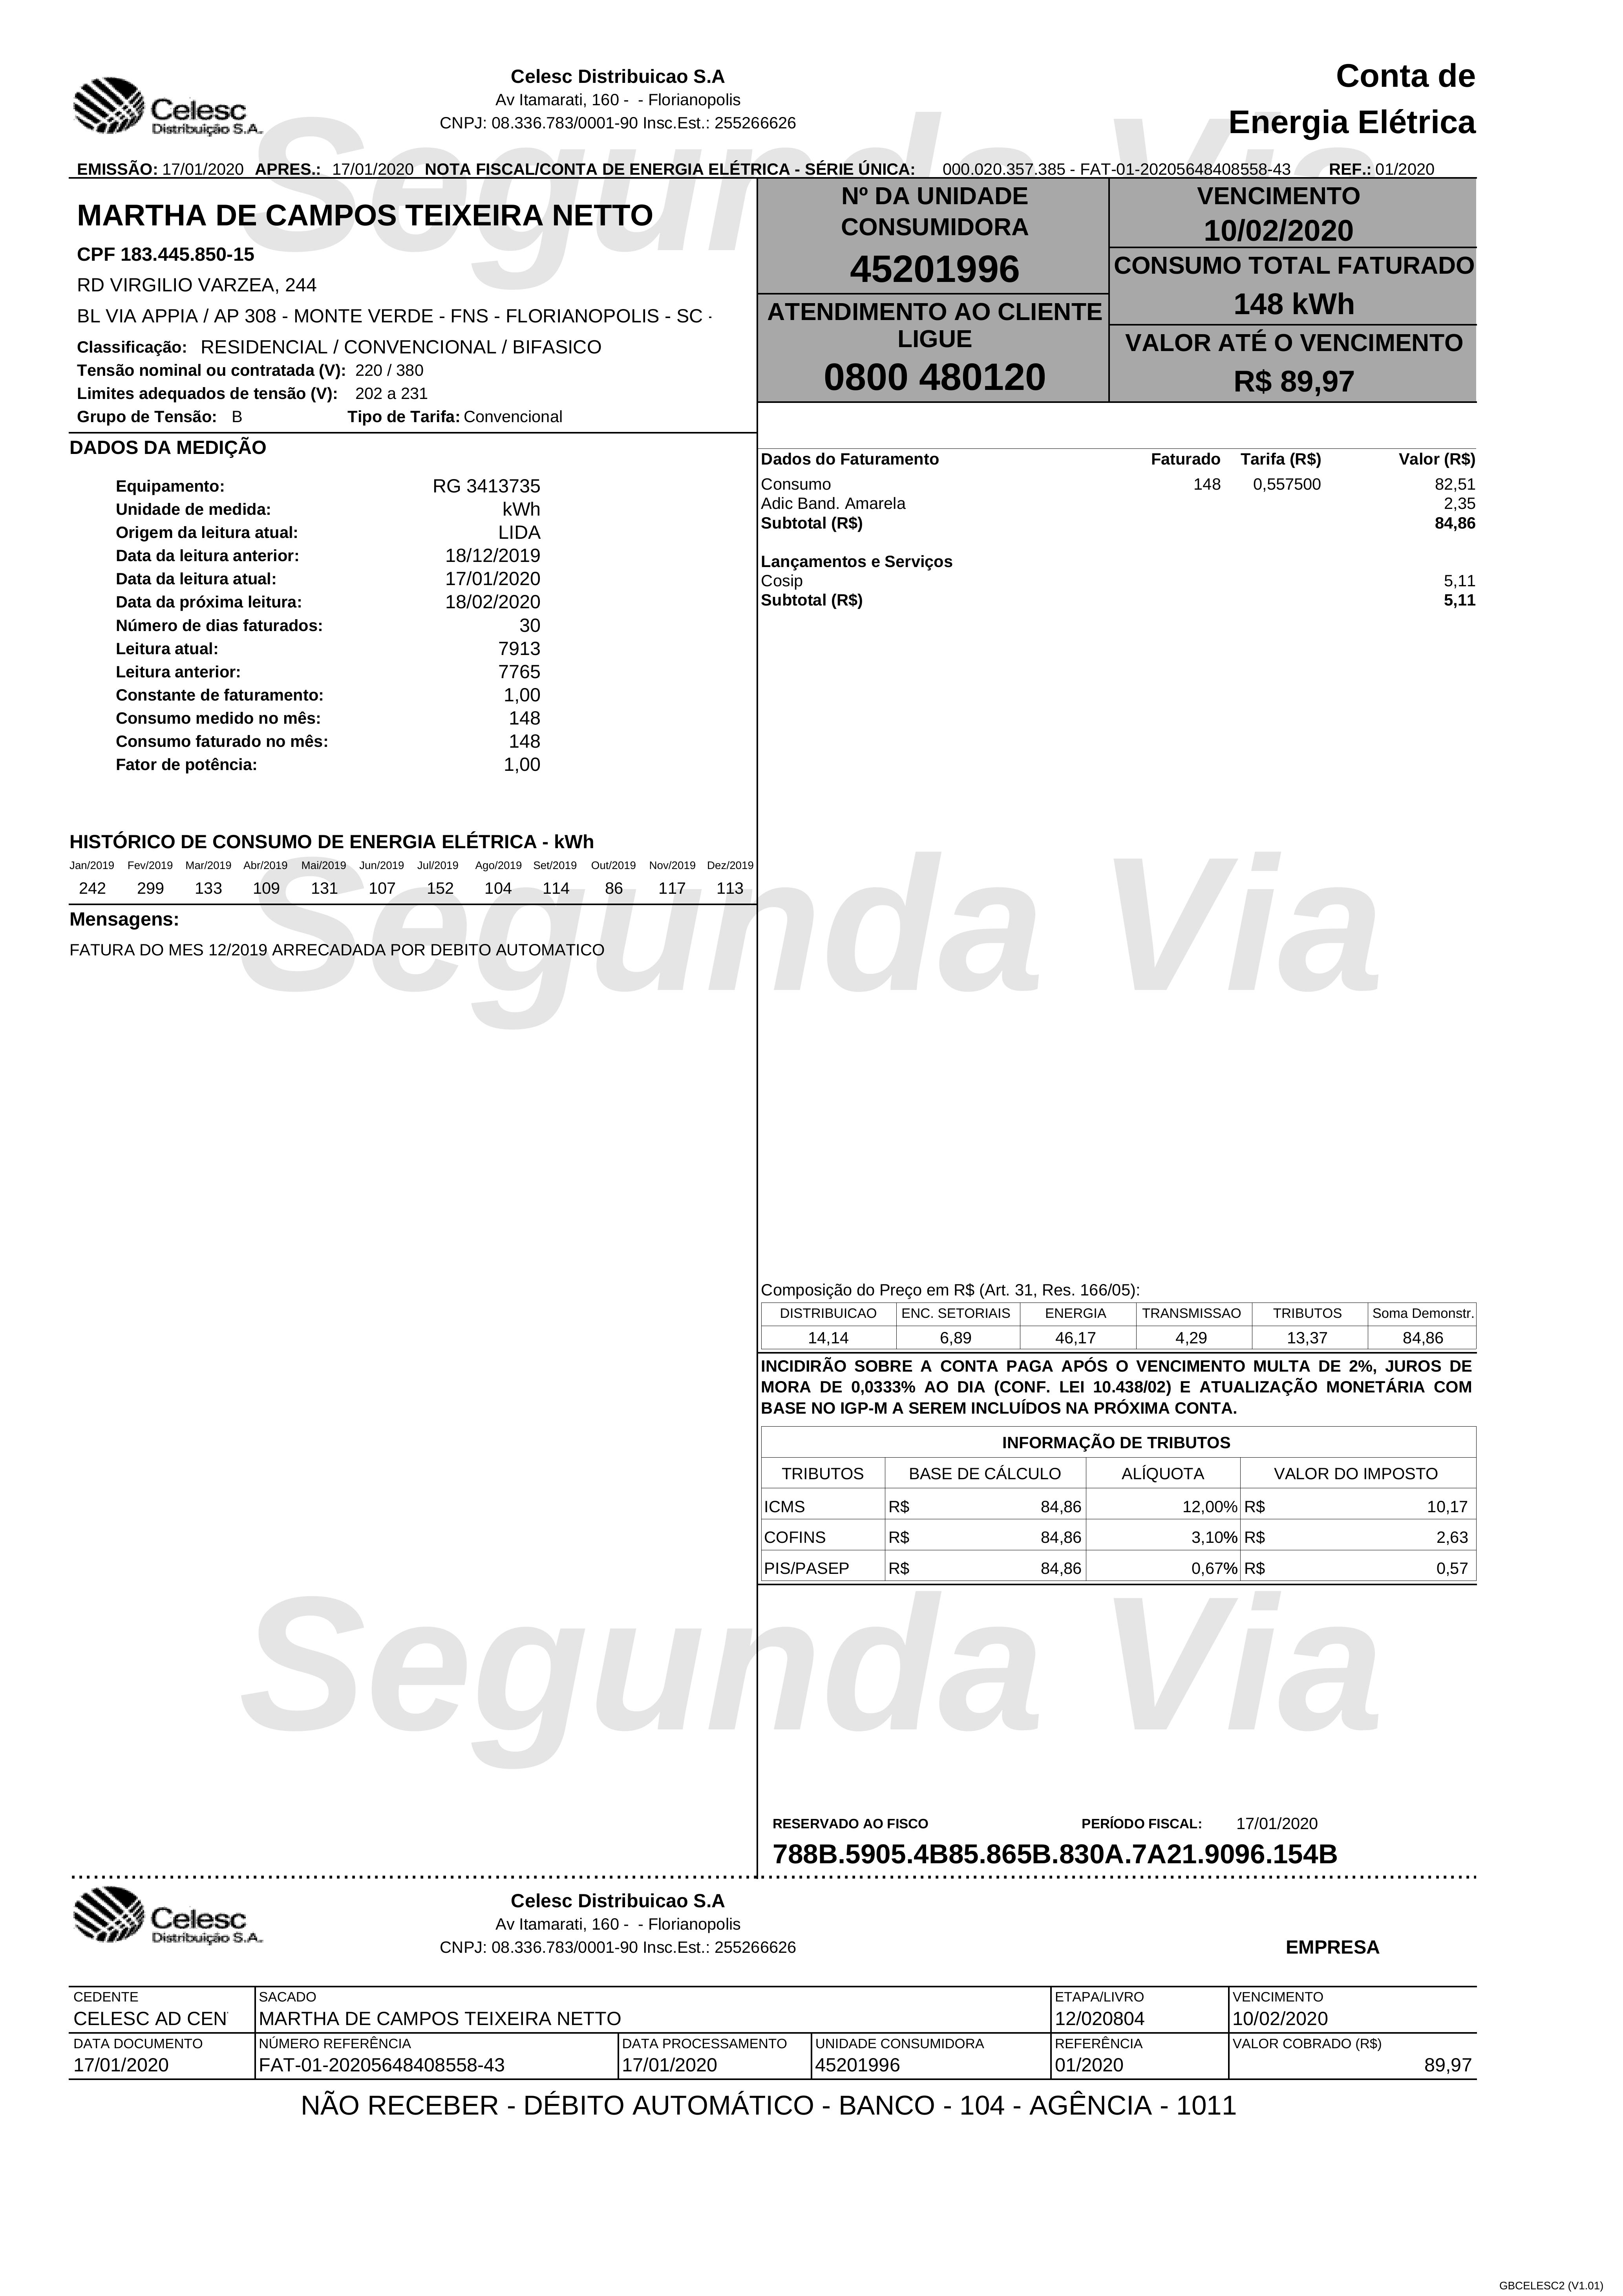 Celesc
Distribuição S.A.
Celesc Distribuicao S.A
Av Itamarati, 160 -  - Florianopolis
CNPJ: 08.336.783/0001-90 Insc.Est.: 255266626
Conta de
Energia Elétrica
Segunda Via
EMISSÃO: 17/01/2020 APRES.: 17/01/2020 NOTA FISCAL/CONTA DE ENERGIA ELÉTRICA - SÉRIE ÚNICA: 000.020.357.385 - FAT-01-20205648408558-43 REF.: 01/2020
MARTHA DE CAMPOS TEIXEIRA NETTO
CPF 183.445.850-15
RD VIRGILIO VARZEA, 244
BL VIA APPIA / AP 308 - MONTE VERDE - FNS - FLORIANOPOLIS - SC -
Classificação: RESIDENCIAL / CONVENCIONAL / BIFASICO
Tensão nominal ou contratada (V): 220 / 380
Limites adequados de tensão (V): 202 a 231
Grupo de Tensão: B Tipo de Tarifa: Convencional
Nº DA UNIDADE
CONSUMIDORA
45201996
ATENDIMENTO AO CLIENTE
LIGUE
0800 480120
VENCIMENTO
10/02/2020
CONSUMO TOTAL FATURADO
148 kWh
VALOR ATÉ O VENCIMENTO
R$ 89,97
DADOS DA MEDIÇÃO
Equipamento: RG 3413735
Unidade de medida: kWh
Origem da leitura atual: LIDA
Data da leitura anterior: 18/12/2019
Data da leitura atual: 17/01/2020
Data da próxima leitura: 18/02/2020
Número de dias faturados: 30
Leitura atual: 7913
Leitura anterior: 7765
Constante de faturamento: 1,00
Consumo medido no mês: 148
Consumo faturado no mês: 148
Fator de potência: 1,00
HISTÓRICO DE CONSUMO DE ENERGIA ELÉTRICA - kWh
Jan/2019 Fev/2019 Mar/2019 Abr/2019 Mai/2019 Jun/2019 Jul/2019 Ago/2019 Set/2019 Out/2019 Nov/2019 Dez/2019
242 299 133 109 131 107 152 104 114 86 117 113
Mensagens:
FATURA DO MES 12/2019 ARRECADADA POR DEBITO AUTOMATICO
Segunda Via
Dados do Faturamento Faturado Tarifa (R$) Valor (R$)
Consumo 148 0,557500 82,51
Adic Band. Amarela 2,35
Subtotal (R$) 84,86
Lançamentos e Serviços
Cosip 5,11
Subtotal (R$) 5,11
Composição do Preço em R$ (Art. 31, Res. 166/05):
DISTRIBUICAO ENC. SETORIAIS ENERGIA TRANSMISSAO TRIBUTOS Soma Demonstr.
14,14 6,89 46,17 4,29 13,37 84,86
INCIDIRÃO SOBRE A CONTA PAGA APÓS O VENCIMENTO MULTA DE 2%, JUROS DE
MORA DE 0,0333% AO DIA (CONF. LEI 10.438/02) E ATUALIZAÇÃO MONETÁRIA COM
BASE NO IGP-M A SEREM INCLUÍDOS NA PRÓXIMA CONTA.
INFORMAÇÃO DE TRIBUTOS
TRIBUTOS BASE DE CÁLCULO ALÍQUOTA VALOR DO IMPOSTO
ICMS R$ 84,86 12,00% R$ 10,17
COFINS R$ 84,86 3,10% R$ 2,63
PIS/PASEP R$ 84,86 0,67% R$ 0,57
Segunda Via
RESERVADO AO FISCO PERÍODO FISCAL: 17/01/2020
788B.5905.4B85.865B.830A.7A21.9096.154B
Celesc
Distribuição S.A.
Celesc Distribuicao S.A
Av Itamarati, 160 -  - Florianopolis
CNPJ: 08.336.783/0001-90 Insc.Est.: 255266626
EMPRESA
CEDENTE SACADO ETAPA/LIVRO VENCIMENTO
CELESC AD CEN MARTHA DE CAMPOS TEIXEIRA NETTO 12/020804 10/02/2020
DATA DOCUMENTO NÚMERO REFERÊNCIA DATA PROCESSAMENTO UNIDADE CONSUMIDORA REFERÊNCIA VALOR COBRADO (R$)
17/01/2020 FAT-01-20205648408558-43 17/01/2020 45201996 01/2020 89,97
NÃO RECEBER - DÉBITO AUTOMÁTICO - BANCO - 104 - AGÊNCIA - 1011
GBCELESC2 (V1.01)